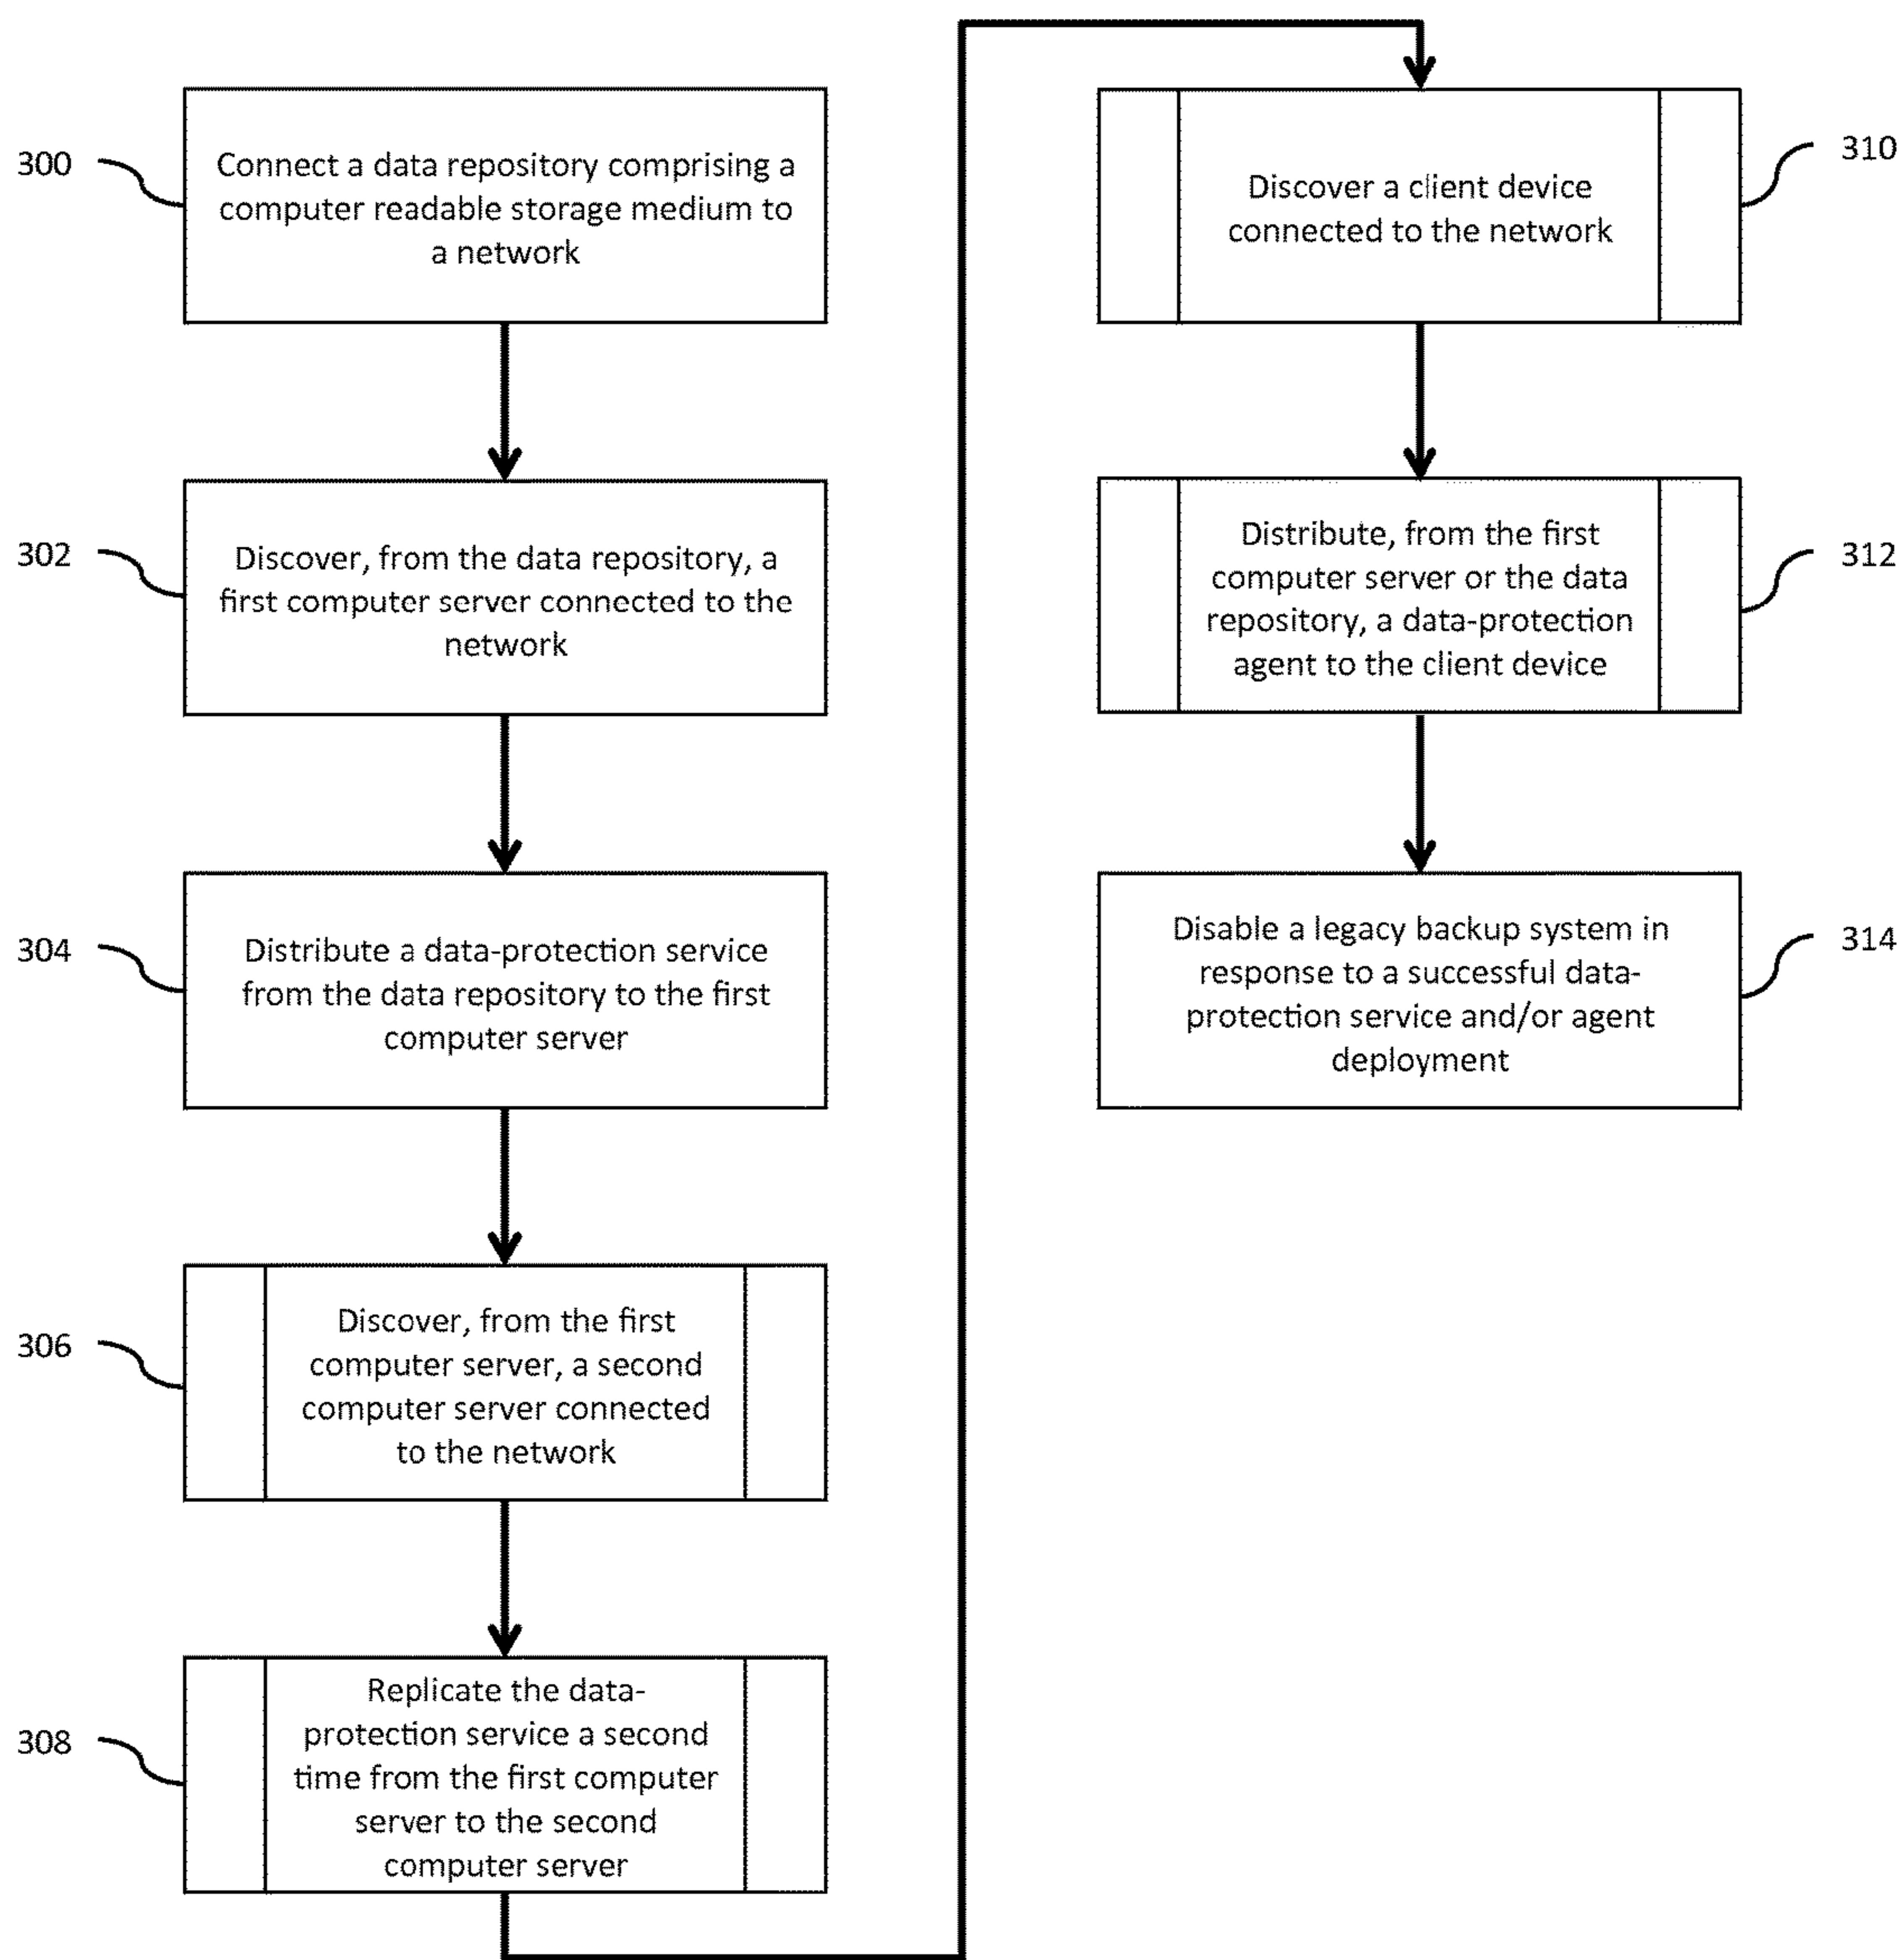 300
Connect a data repository comprising a
computer readable storage medium to
a network
302
Discover, from the data repository, a
first computer server connected to the
network
304
Distribute a data-protection service
from the data repository to the first
computer server
306
Discover, from the first
computer server, a second
computer server connected
to the network
308
Replicate the data-
protection service a second
time from the first computer
server to the second
computer server
310
Discover a client device
connected to the network
312
Distribute, from the first
computer server or the data
repository, a data-protection
agent to the client device
314
Disable a legacy backup system in
response to a successful data-
protection service and/or agent
deployment